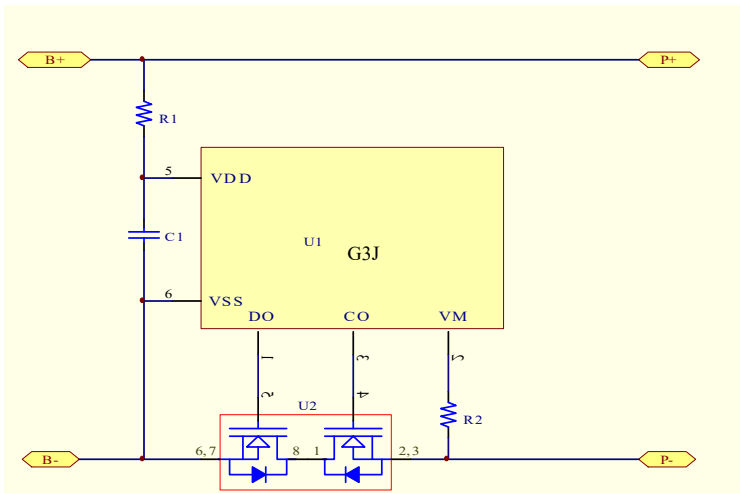 B+
P+
R1
5
VDD
C1
U1
G3J
6
VSS
DO
CO
VM
1
3
2
5
4
U2
R2
6,7
8
1
2,3
B-
P-